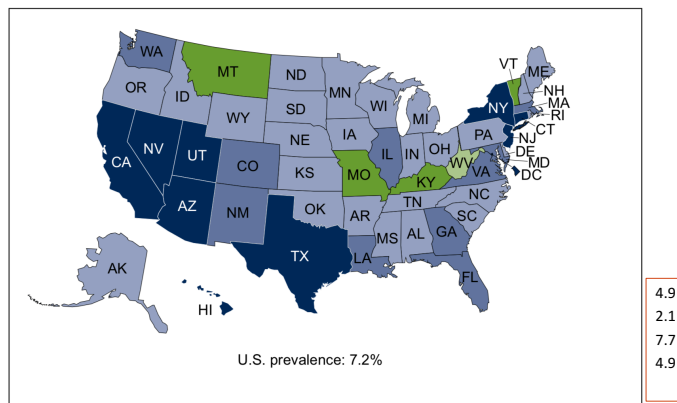 WA
MT
ND
VT
ME
OR
ID
MN
NH
SD
WI
NY
MA
WY
MI
RI
CT
IA
PA
NJ
NE
OH
DE
NV
UT
IL
IN
MD
CA
CO
WV
VA
DC
KS
MO
KY
NC
TN
AZ
NM
OK
AR
SC
MS
AL
GA
TX
LA
FL
AK
HI
U.S. prevalence: 7.2%
4.9
2.1
7.7
4.9